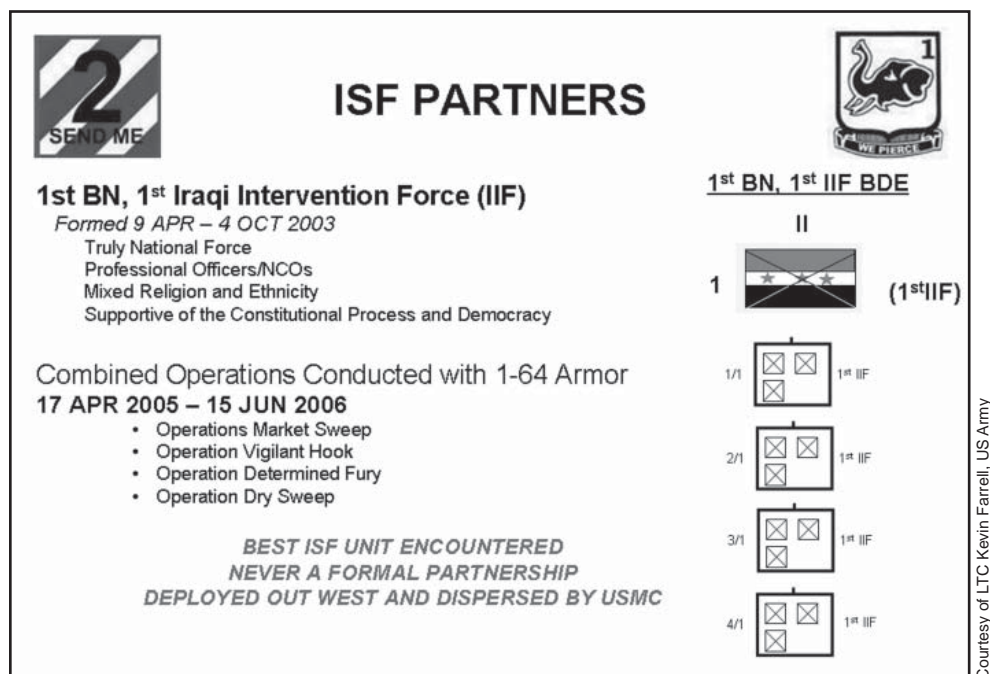 2
SEND ME
ISF PARTNERS
1
WE PIERCE
1st BN, 1st Iraqi Intervention Force (IIF)
Formed 9 APR – 4 OCT 2003
Truly National Force
Professional Officers/NCOs
Mixed Religion and Ethnicity
Supportive of the Constitutional Process and Democracy
Combined Operations Conducted with 1-64 Armor
17 APR 2005 – 15 JUN 2006
• Operations Market Sweep
• Operation Vigilant Hook
• Operation Determined Fury
• Operation Dry Sweep
BEST ISF UNIT ENCOUNTERED
NEVER A FORMAL PARTNERSHIP
DEPLOYED OUT WEST AND DISPERSED BY USMC
1st BN, 1st IIF BDE
II
1 (1stIIF)
1/1 1st IIF
2/1 1st IIF
3/1 1st IIF
4/1 1st IIF
Courtesy of LTC Kevin Farrell, US Army